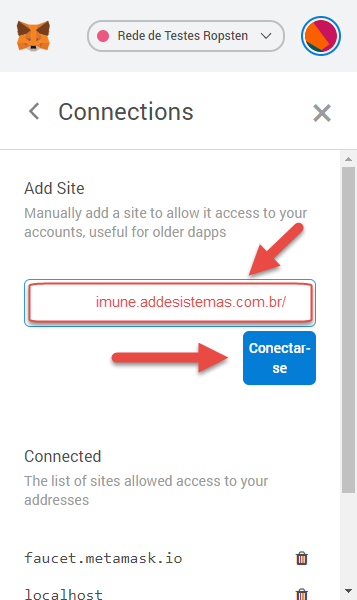 Rede de Testes Ropsten
Connections
Add Site
Manually add a site to allow it access to your
accounts, useful for older dapps
imune.addesistemas.com.br/
Conectar-
se
Connected
The list of sites allowed access to your
addresses
faucet.metamask.io
localhost